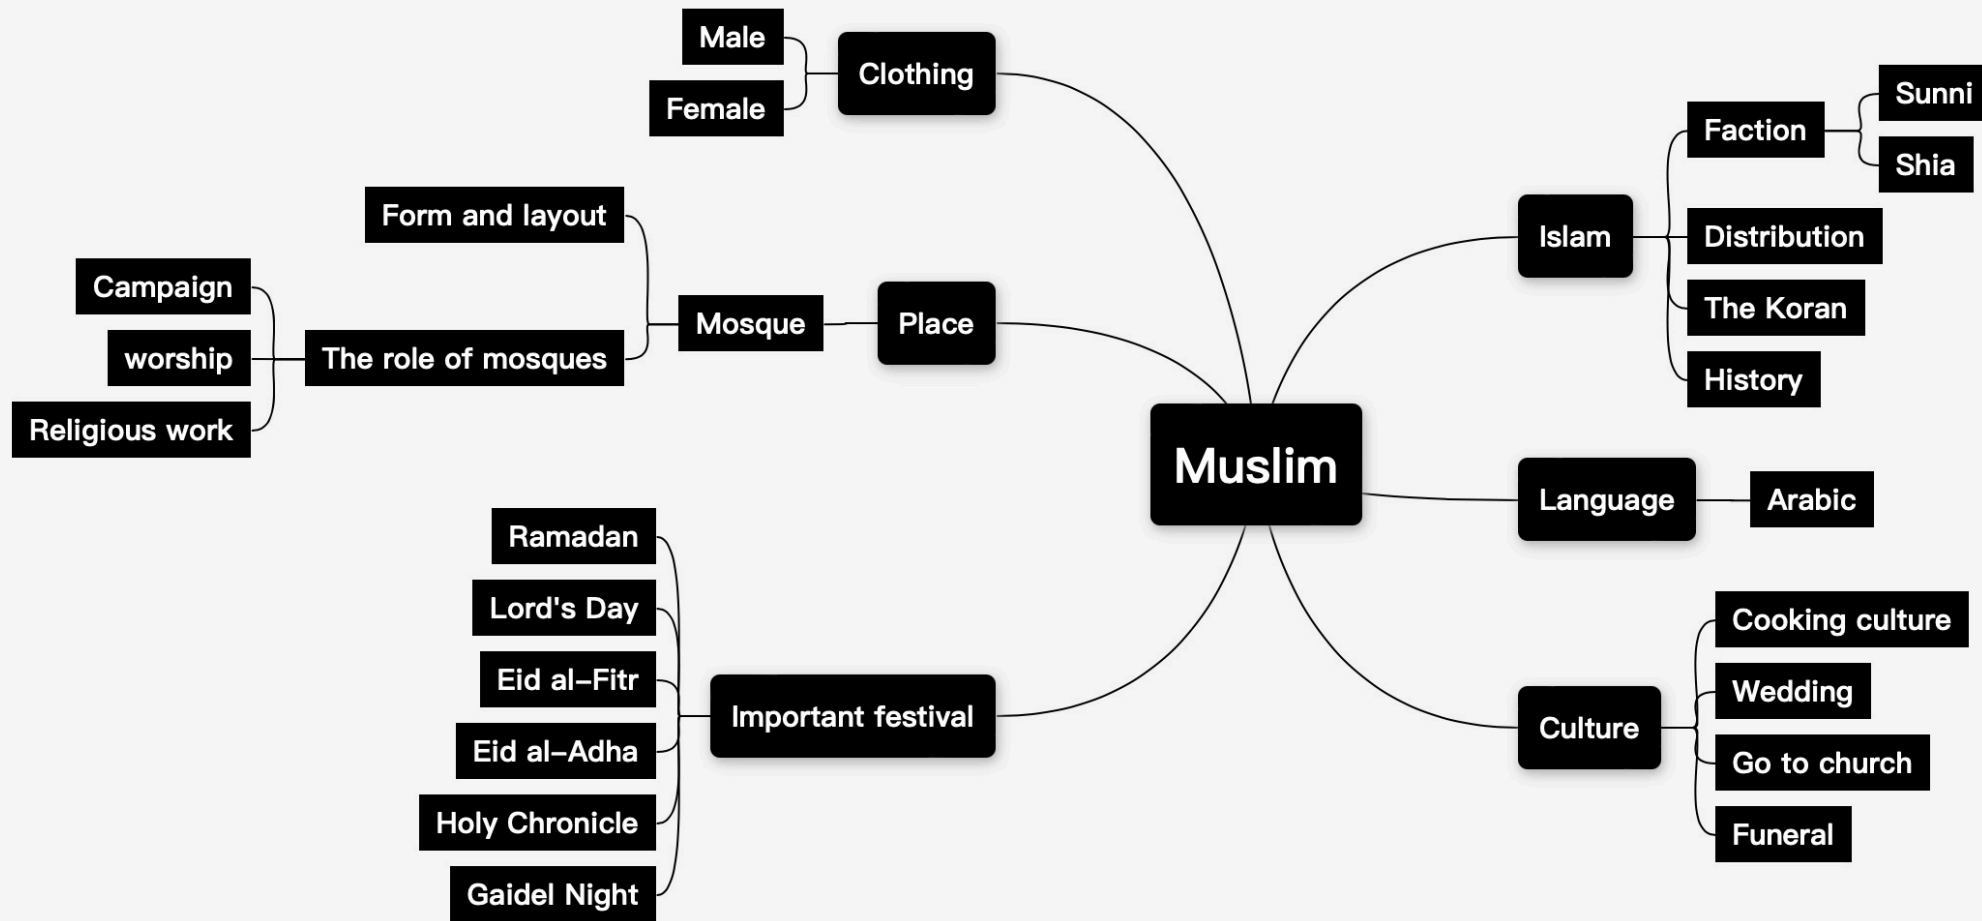 Male
Female
Clothing
Form and layout
Campaign
worship
Religious work
The role of mosques
Mosque
Place
Ramadan
Lord's Day
Eid al–Fitr
Eid al–Adha
Holy Chronicle
Gaidel Night
Important festival
Muslim
Islam
Faction
Sunni
Shia
Distribution
The Koran
History
Language
Arabic
Culture
Cooking culture
Wedding
Go to church
Funeral